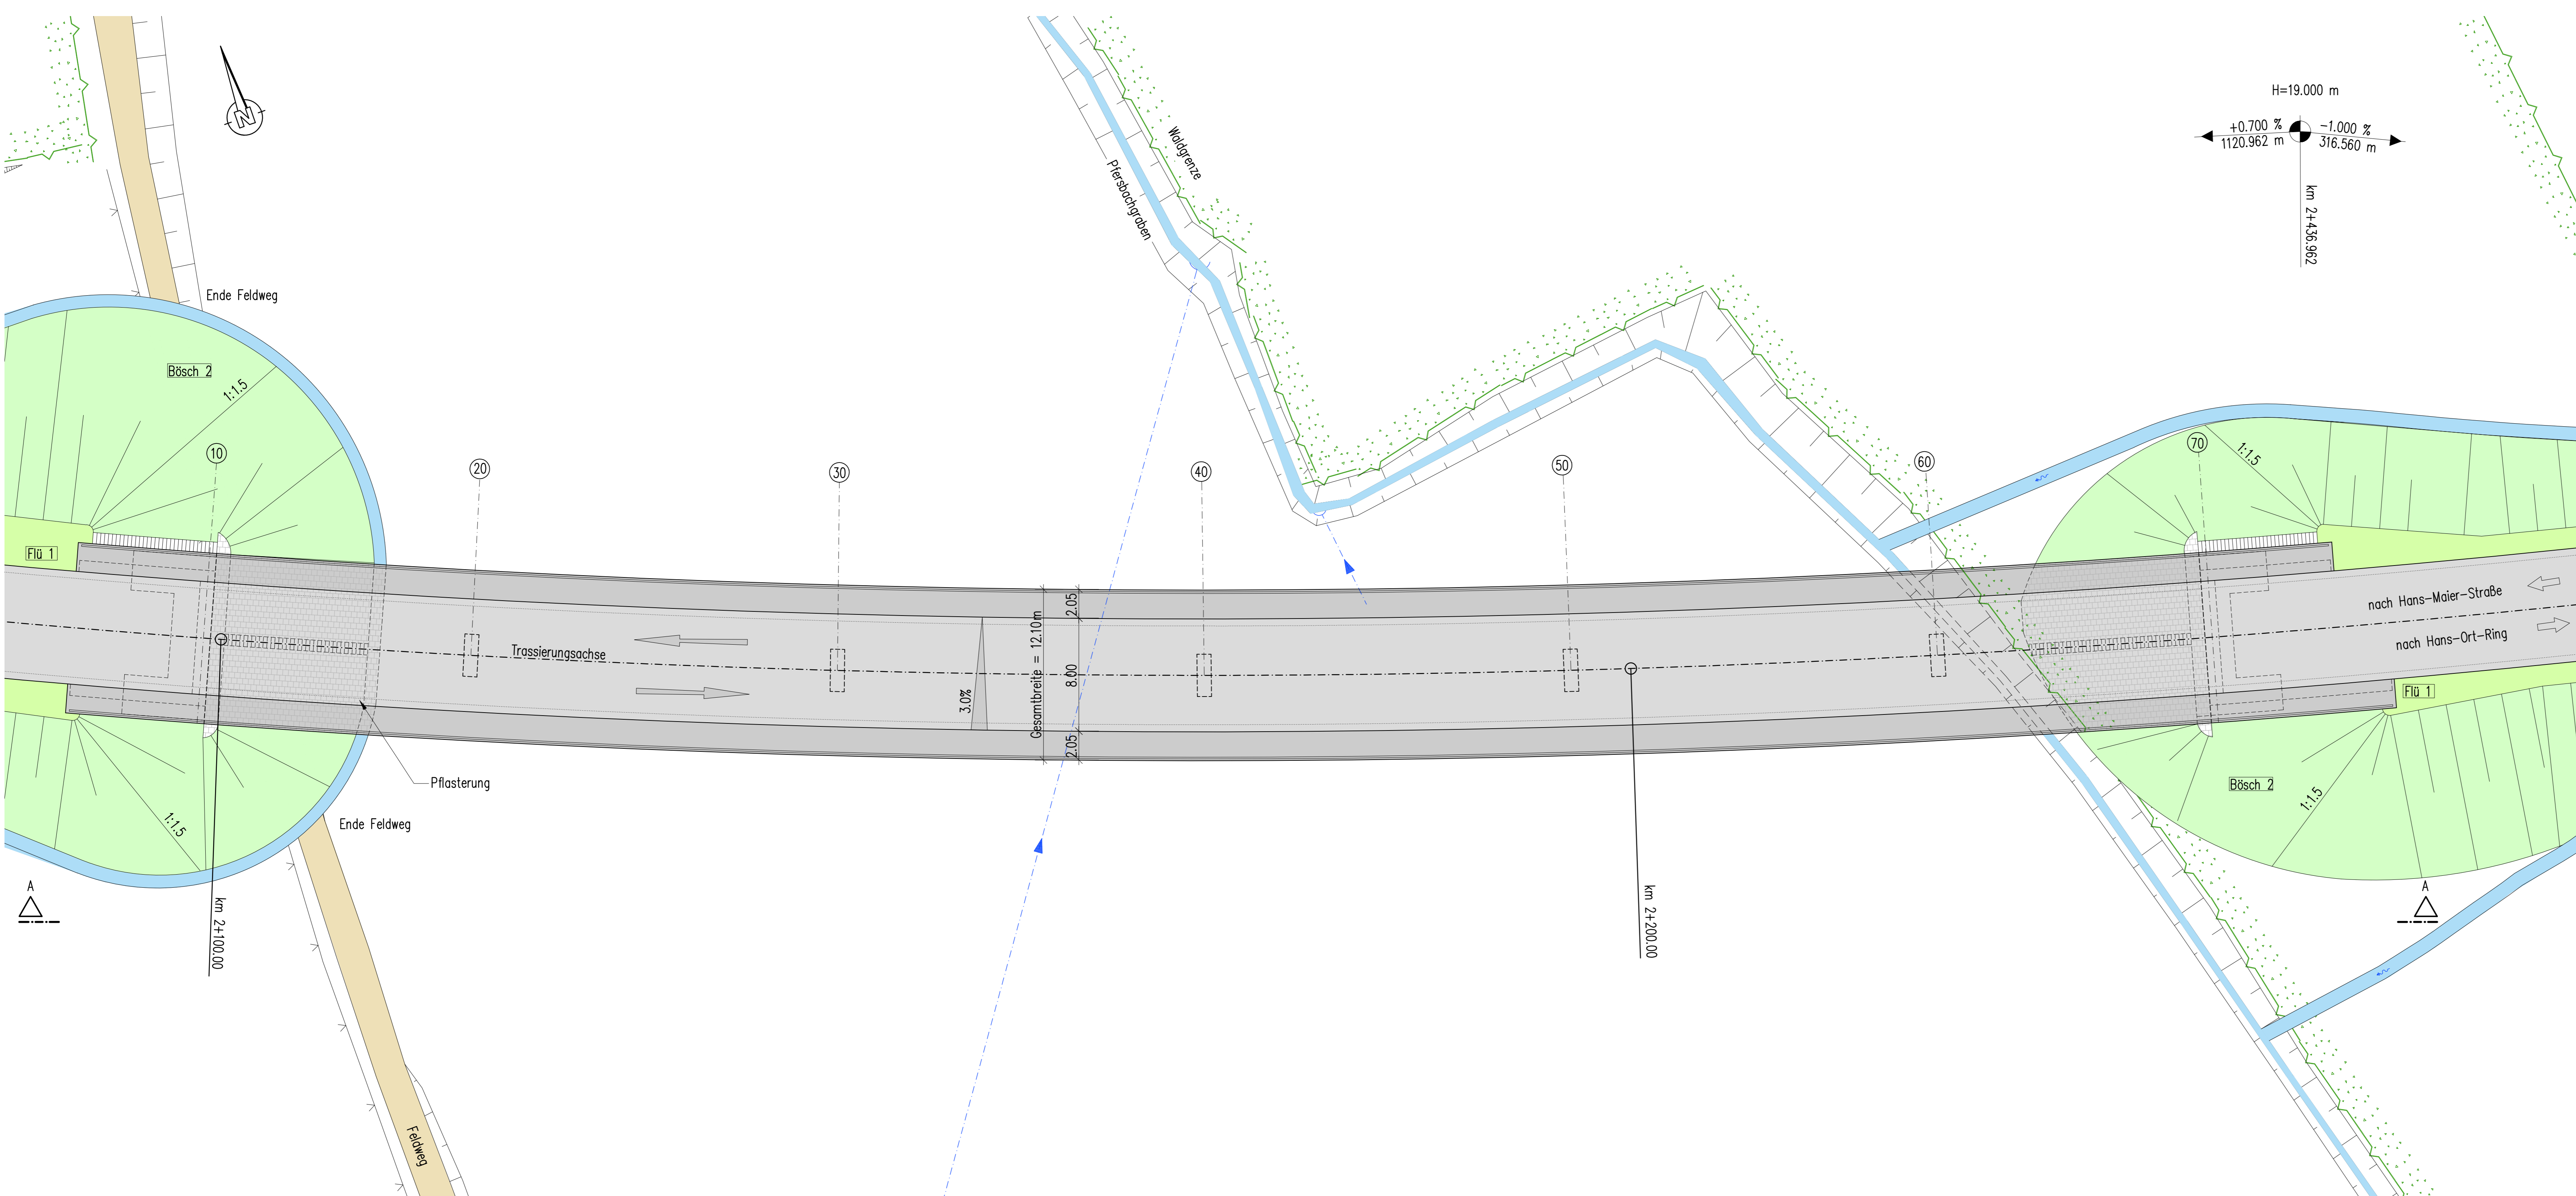 H=19.000 m
+0.700 %
1120.962 m
-1.000 %
316.560 m
km 2+436.962
N
Waldgrenze
Pfersbachgraben
Ende Feldweg
Bösch 2
1:1.5
10
20
30
40
50
60
70
1:1.5
Flü 1
Trassierungsachse
3.0%
Gesamtbreite = 12.10m
2.05
8.00
2.05
nach Hans-Maier-Straße
nach Hans-Ort-Ring
Flü 1
Pflasterung
Ende Feldweg
1:1.5
Bösch 2
1:1.5
A
A
km 2+100.00
km 2+200.00
Feldweg